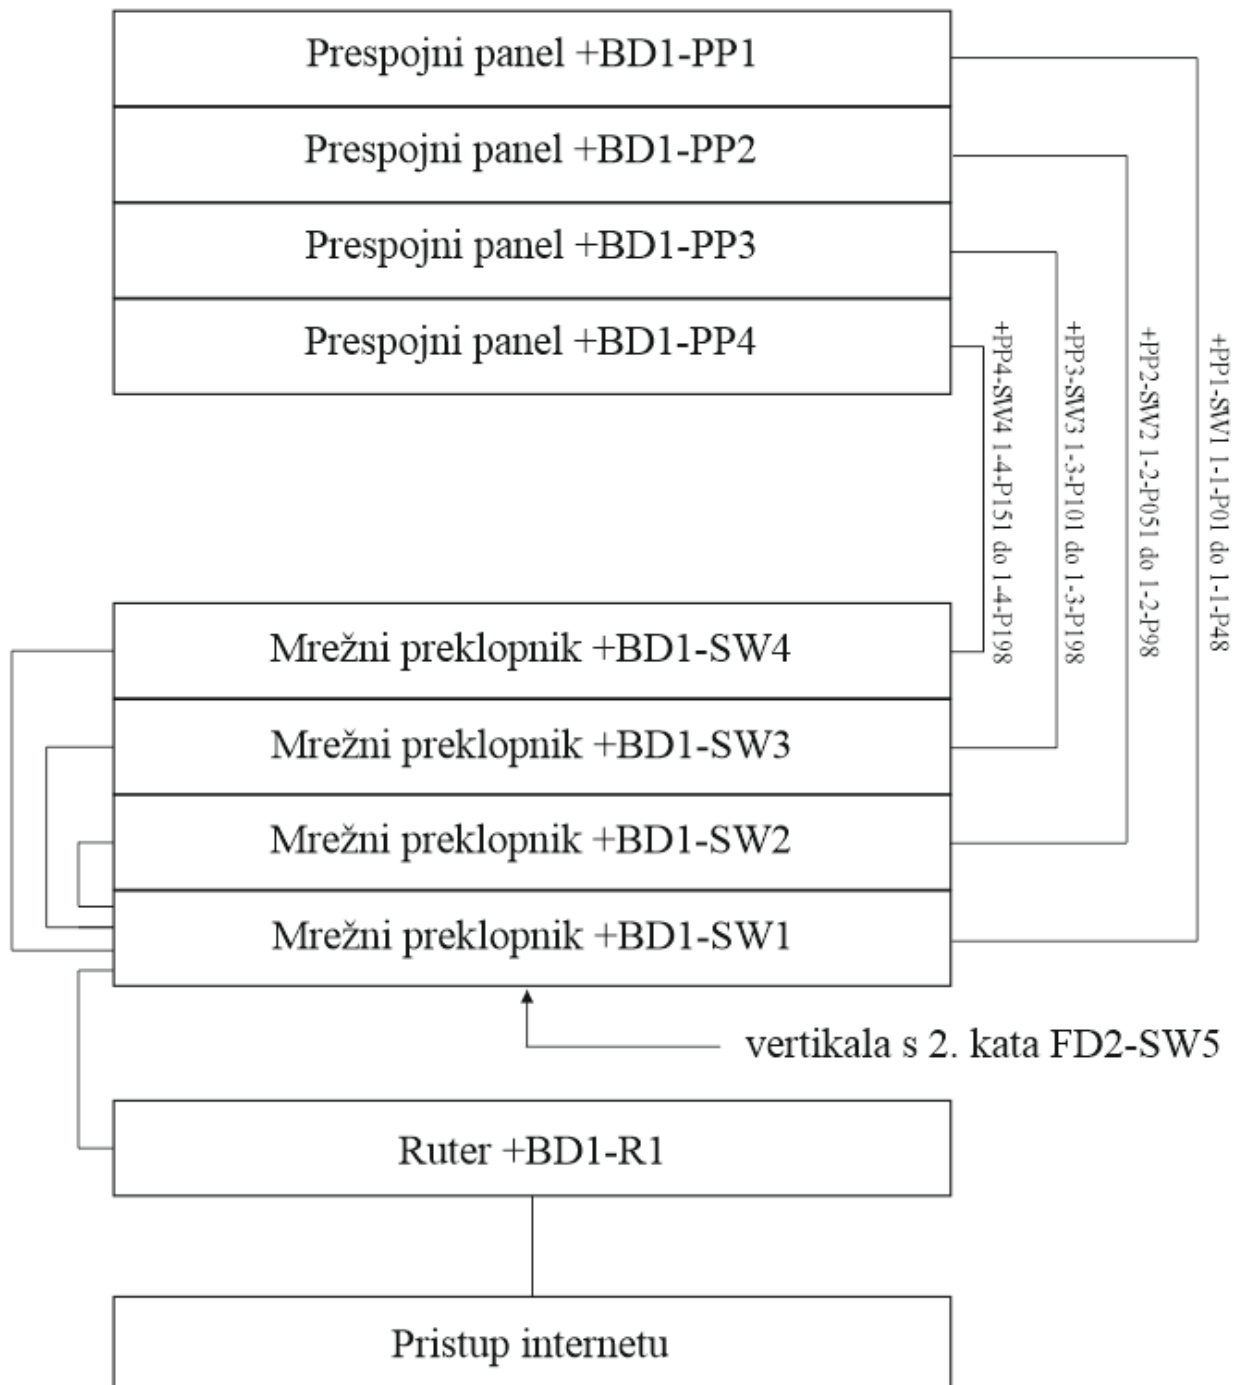 Prespojni panel +BD1-PP1
Prespojni panel +BD1-PP2
Prespojni panel +BD1-PP3
Prespojni panel +BD1-PP4
+PP4-SW4 1-4-P151 do 1-4-P198
+PP3-SW3 1-3-P101 do 1-3-P198
+PP2-SW2 1-2-P051 do 1-2-P98
+PP1-SW1 1-1-P01 do 1-1-P48
Mrežni preklopnik +BD1-SW4
Mrežni preklopnik +BD1-SW3
Mrežni preklopnik +BD1-SW2
Mrežni preklopnik +BD1-SW1
vertikala s 2. kata FD2-SW5
Ruter +BD1-R1
Pristup internetu